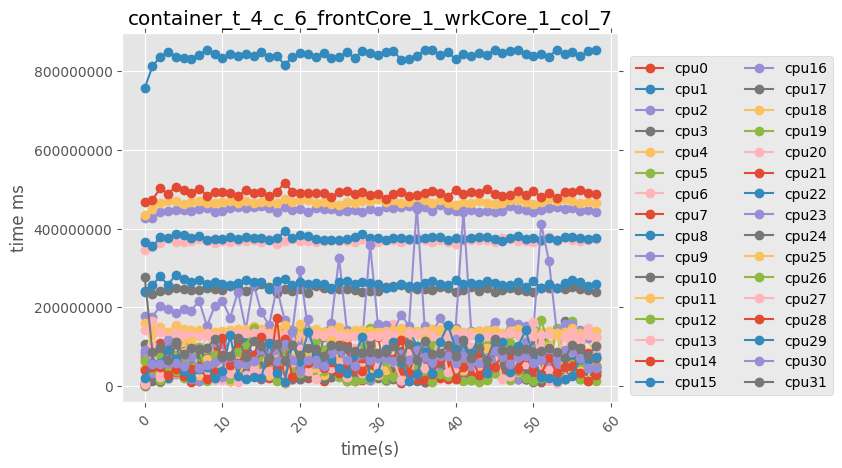 container_t_4_c_6_frontCore_1_wrkCore_1_col_7
800000000
600000000
400000000
200000000
0
time ms
0
10
20
30
40
50
60
time(s)
cpu0
cpu1
cpu2
cpu3
cpu4
cpu5
cpu6
cpu7
cpu8
cpu9
cpu10
cpu11
cpu12
cpu13
cpu14
cpu15
cpu16
cpu17
cpu18
cpu19
cpu20
cpu21
cpu22
cpu23
cpu24
cpu25
cpu26
cpu27
cpu28
cpu29
cpu30
cpu31